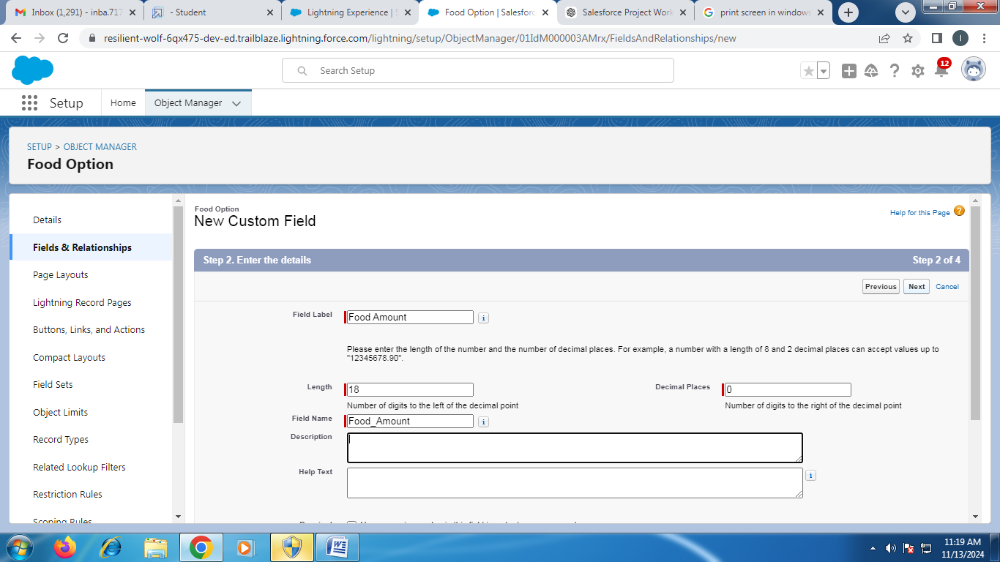 Inbox (1,291) - inba.717
- Student
Lightning Experience | S
Food Option | Salesforc
Salesforce Project Work
print screen in windows
resilient-wolf-6qx475-dev-ed.trailblaze.lightning.force.com/lightning/setup/ObjectManager/01IdM000003AMrx/FieldsAndRelationships/new
I
Search Setup
12
Setup
Home
Object Manager
SETUP > OBJECT MANAGER
Food Option
Details
Fields & Relationships
Page Layouts
Lightning Record Pages
Buttons, Links, and Actions
Compact Layouts
Field Sets
Object Limits
Record Types
Related Lookup Filters
Restriction Rules
Scoping Rules
Food Option
New Custom Field
Help for this Page
Step 2. Enter the details
Step 2 of 4
Previous Next Cancel
Field Label Food Amount
Please enter the length of the number and the number of decimal places. For example, a number with a length of 8 and 2 decimal places can accept values up to
"12345678.90".
Length 18
Decimal Places 0
Number of digits to the left of the decimal point
Number of digits to the right of the decimal point
Field Name Food_Amount
Description
Help Text
11:19 AM
11/13/2024